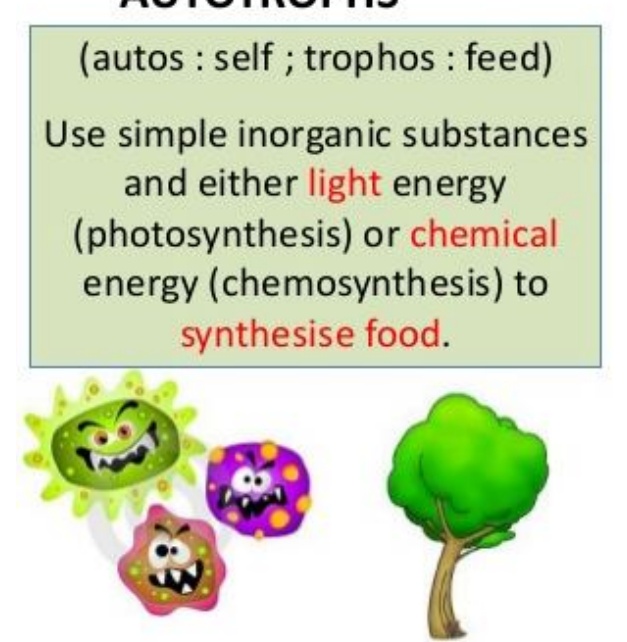 AUTOTROPHS
(autos : self ; trophos : feed)
Use simple inorganic substances
and either light energy
(photosynthesis) or chemical
energy (chemosynthesis) to
synthesise food.